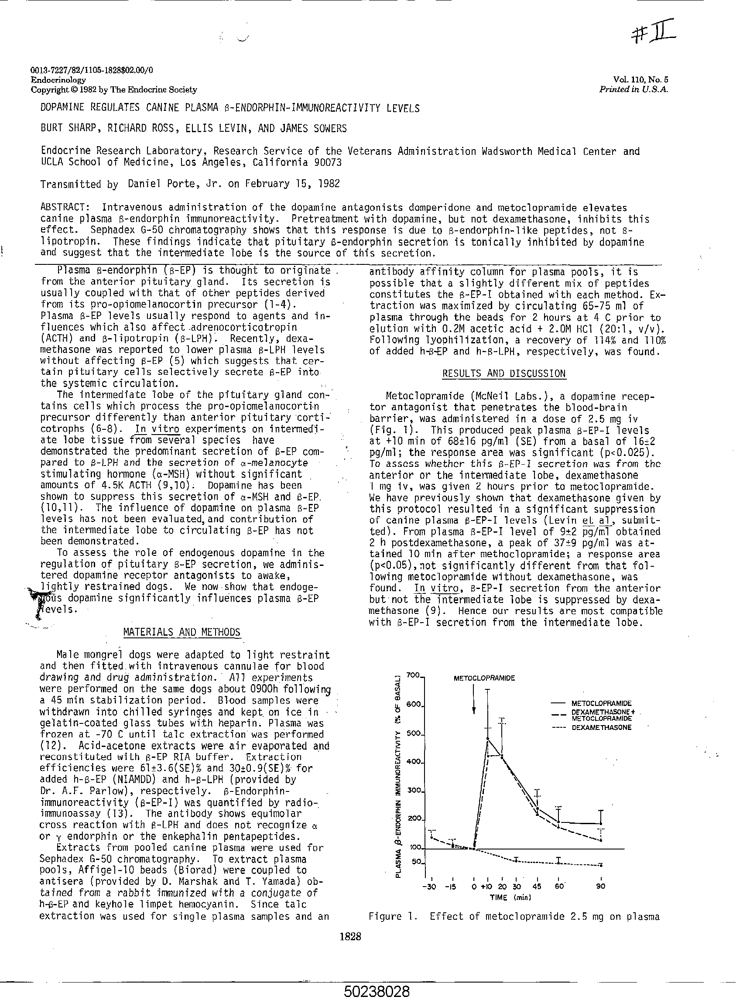 #II
0013-7227/82/1105-1828$02.00/0
Endocrinology
Copyright © 1982 by The Endocrine Society
Vol. 110, No. 5
Printed in U.S.A.
DOPAMINE REGULATES CANINE PLASMA β-ENDORPHIN-IMMUNOREACTIVITY LEVELS
BURT SHARP, RICHARD ROSS, ELLIS LEVIN, AND JAMES SOWERS
Endocrine Research Laboratory, Research Service of the Veterans Administration Wadsworth Medical Center and
UCLA School of Medicine, Los Angeles, California 90073
Transmitted by Daniel Porte, Jr. on February 15, 1982
ABSTRACT: Intravenous administration of the dopamine antagonists domperidone and metoclopramide elevates
canine plasma β-endorphin immunoreactivity. Pretreatment with dopamine, but not dexamethasone, inhibits this
effect. Sephadex G-50 chromatography shows that this response is due to β-endorphin-like peptides, not β-
lipotropin. These findings indicate that pituitary β-endorphin secretion is tonically inhibited by dopamine
and suggest that the intermediate lobe is the source of this secretion.
Plasma β-endorphin (β-EP) is thought to originate
from the anterior pituitary gland. Its secretion is
usually coupled with that of other peptides derived
from its pro-opiomelanocortin precursor (1-4).
Plasma β-EP levels usually respond to agents and in-
fluences which also affect adrenocorticotropin
(ACTH) and β-lipotropin (β-LPH). Recently, dexa-
methasone was reported to lower plasma β-LPH levels
without affecting β-EP (5) which suggests that cer-
tain pituitary cells selectively secrete β-EP into
the systemic circulation.
The intermediate lobe of the pituitary gland con-
tains cells which process the pro-opiomelanocortin
precursor differently than anterior pituitary corti-
cotrophs (6-8). In vitro experiments on intermedi-
ate lobe tissue from several species have
demonstrated the predominant secretion of β-EP com-
pared to β-LPH and the secretion of α-melanocyte
stimulating hormone (α-MSH) without significant
amounts of 4.5K ACTH (9,10). Dopamine has been
shown to suppress this secretion of α-MSH and β-EP.
(10,11). The influence of dopamine on plasma β-EP
levels has not been evaluated, and contribution of
the intermediate lobe to circulating β-EP has not
been demonstrated.
To assess the role of endogenous dopamine in the
regulation of pituitary β-EP secretion, we adminis-
tered dopamine receptor antagonists to awake,
lightly restrained dogs. We now show that endoge-
nous dopamine significantly influences plasma β-EP
levels.
MATERIALS AND METHODS
Male mongrel dogs were adapted to light restraint
and then fitted with intravenous cannulae for blood
drawing and drug administration. All experiments
were performed on the same dogs about 0900h following
a 45 min stabilization period. Blood samples were
withdrawn into chilled syringes and kept on ice in
gelatin-coated glass tubes with heparin. Plasma was
frozen at -70 C until talc extraction was performed
(12). Acid-acetone extracts were air evaporated and
reconstituted with β-EP RIA buffer. Extraction
efficiencies were 61±3.6(SE)% and 30±0.9(SE)% for
added h-β-EP (NIAMDD) and h-β-LPH (provided by
Dr. A.F. Parlow), respectively. β-Endorphin-
immunoreactivity (β-EP-I) was quantified by radio-
immunoassay (13). The antibody shows equimolar
cross reaction with β-LPH and does not recognize α
or γ endorphin or the enkephalin pentapeptides.
Extracts from pooled canine plasma were used for
Sephadex G-50 chromatography. To extract plasma
pools, Affigel-10 beads (Biorad) were coupled to
antisera (provided by D. Marshak and T. Yamada) ob-
tained from a rabbit immunized with a conjugate of
h-β-EP and keyhole limpet hemocyanin. Since talc
extraction was used for single plasma samples and an
antibody affinity column for plasma pools, it is
possible that a slightly different mix of peptides
constitutes the β-EP-I obtained with each method. Ex-
traction was maximized by circulating 65-75 ml of
plasma through the beads for 2 hours at 4 C prior to
elution with 0.2M acetic acid + 2.0M HCl (20:1, v/v).
Following lyophilization, a recovery of 114% and 110%
of added h-β-EP and h-β-LPH, respectively, was found.
RESULTS AND DISCUSSION
Metoclopramide (McNeil Labs.), a dopamine recep-
tor antagonist that penetrates the blood-brain
barrier, was administered in a dose of 2.5 mg iv
(Fig. 1). This produced peak plasma β-EP-I levels
at +10 min of 68±16 pg/ml (SE) from a basal of 16±2
pg/ml; the response area was significant (p<0.025).
To assess whether this β-EP-I secretion was from the
anterior or the intermediate lobe, dexamethasone
1 mg iv, was given 2 hours prior to metoclopramide.
We have previously shown that dexamethasone given by
this protocol resulted in a significant suppression
of canine plasma β-EP-I levels (Levin et al, submit-
ted). From plasma β-EP-I level of 9±2 pg/ml obtained
2 h postdexamethasone, a peak of 37±9 pg/ml was at-
tained 10 min after methoclopramide; a response area
(p<0.05), not significantly different from that fol-
lowing metoclopramide without dexamethasone, was
found. In vitro, β-EP-I secretion from the anterior
but not the intermediate lobe is suppressed by dexa-
methasone (9). Hence our results are most compatible
with β-EP-I secretion from the intermediate lobe.
PLASMA β-ENDORPHIN IMMUNOREACTIVITY (% OF BASAL)
700
600
500
400
300
200
100
50
METOCLOPRAMIDE
METOCLOPRAMIDE
DEXAMETHASONE +
METOCLOPRAMIDE
DEXAMETHASONE
-30 -15 0 +10 20 30 45 60 90
TIME (min)
Figure 1. Effect of metoclopramide 2.5 mg on plasma
1828
50238028